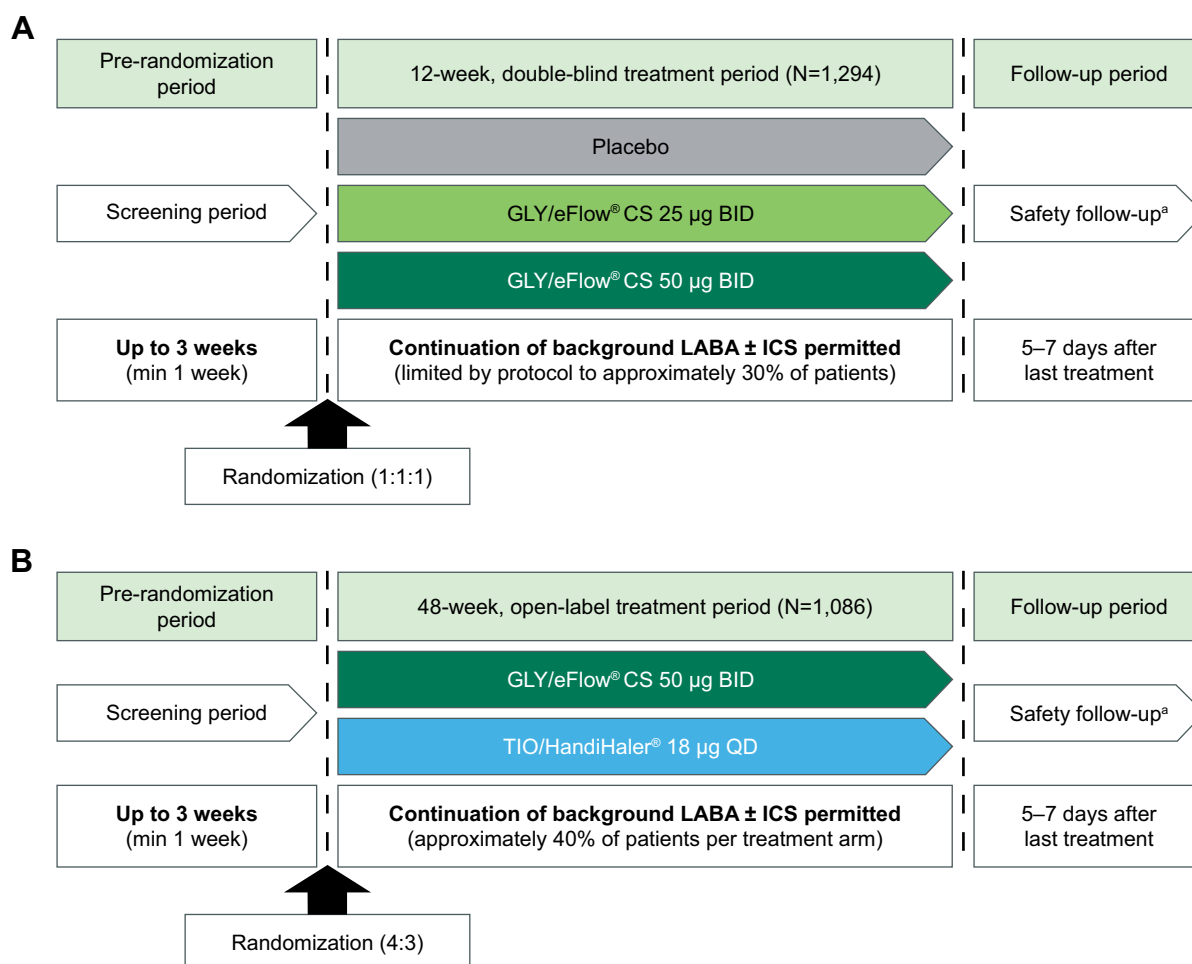 A
Pre-randomization
period
12-week, double-blind treatment period (N=1,294)
Follow-up period
Placebo
Screening period
GLY/eFlow® CS 25 µg BID
Safety follow-upᵃ
GLY/eFlow® CS 50 µg BID
Up to 3 weeks
(min 1 week)
Continuation of background LABA ± ICS permitted
(limited by protocol to approximately 30% of patients)
5–7 days after
last treatment
Randomization (1:1:1)
B
Pre-randomization
period
48-week, open-label treatment period (N=1,086)
Follow-up period
GLY/eFlow® CS 50 µg BID
Screening period
Safety follow-upᵃ
TIO/HandiHaler® 18 µg QD
Up to 3 weeks
(min 1 week)
Continuation of background LABA ± ICS permitted
(approximately 40% of patients per treatment arm)
5–7 days after
last treatment
Randomization (4:3)